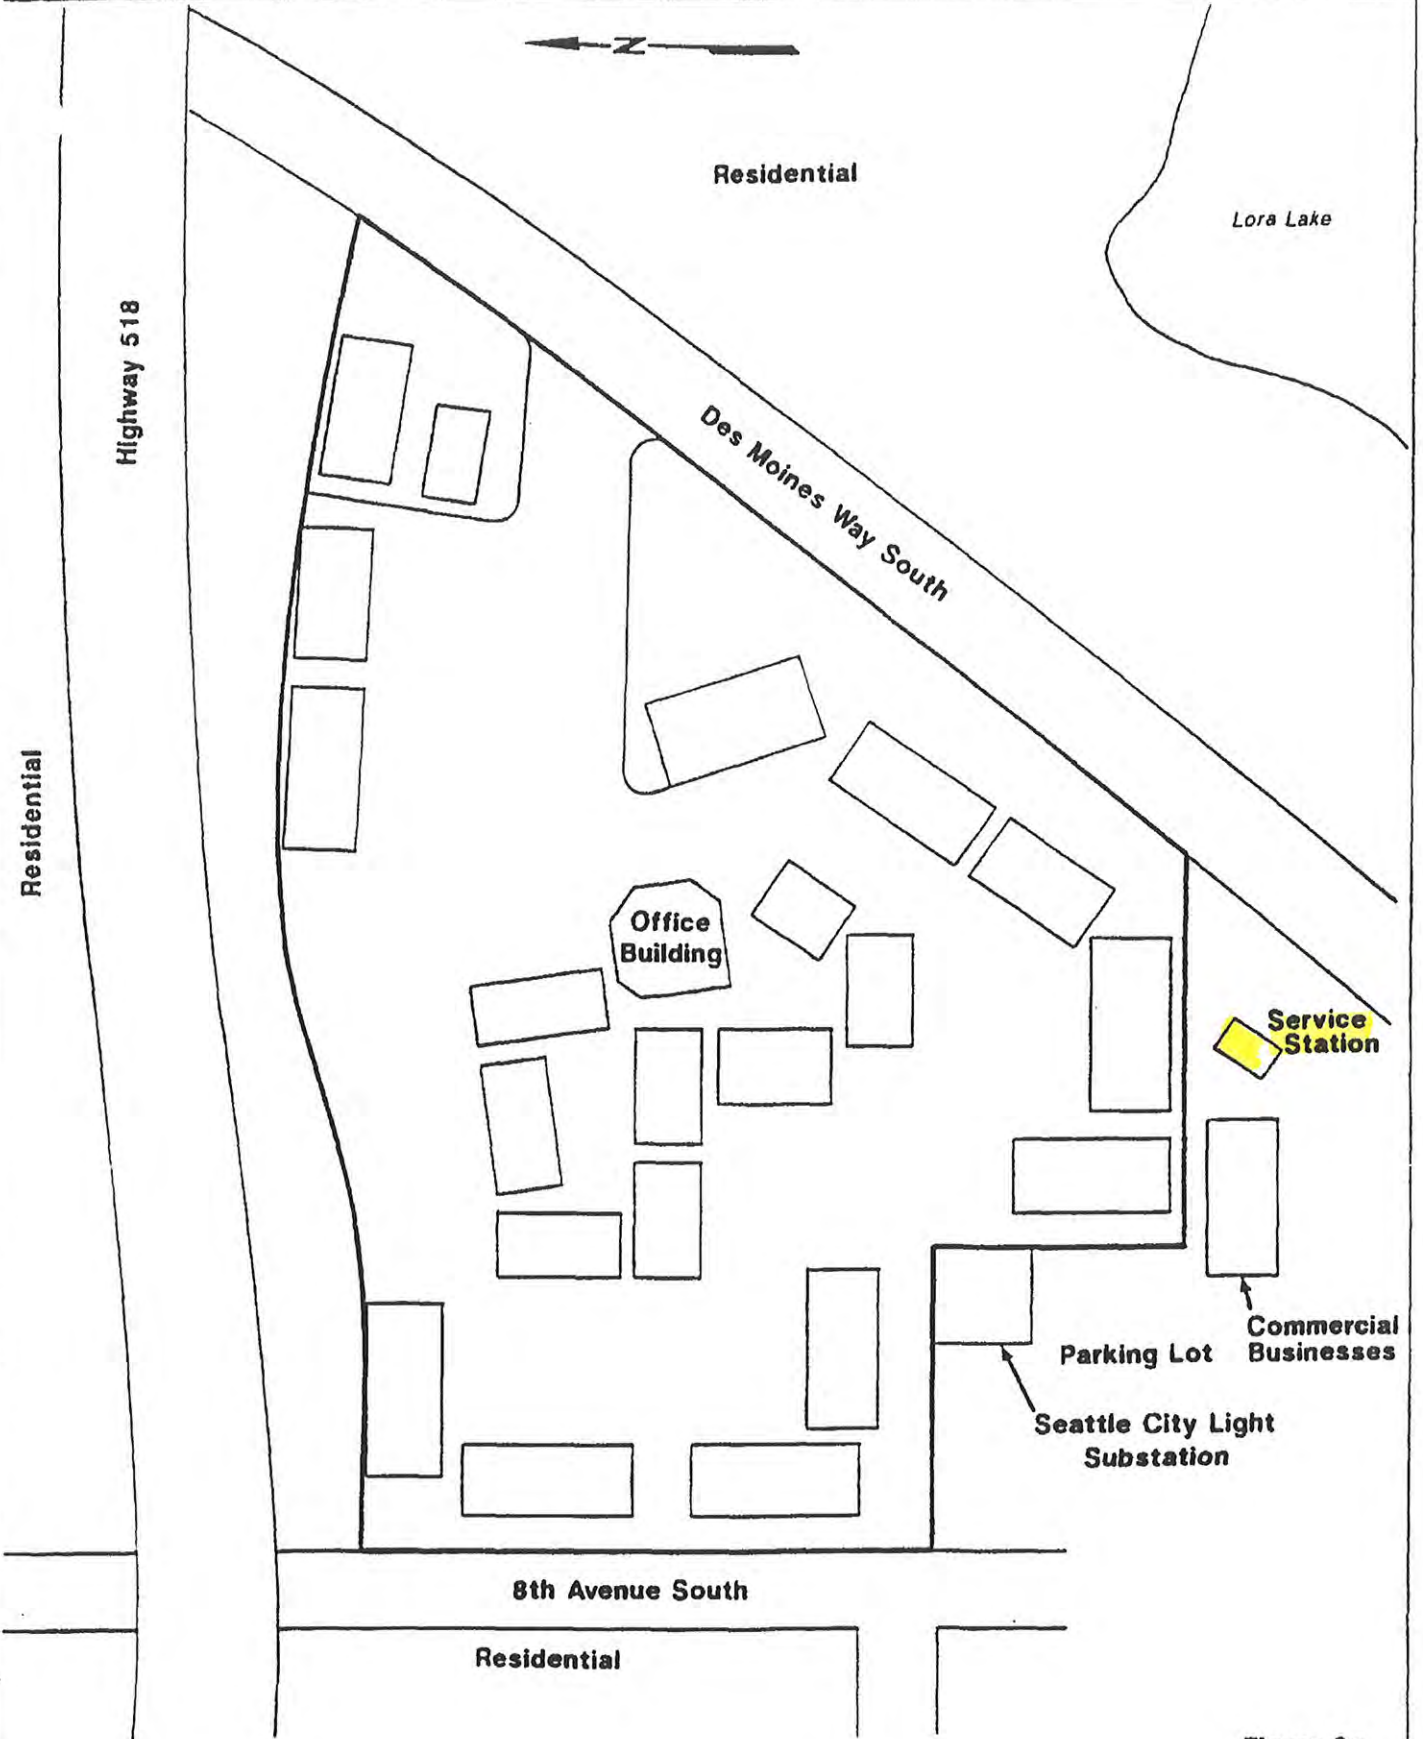 N
Residential
Lora Lake
Highway 518
Des Moines Way South
Residential
Office
Building
Service
Station
Commercial
Businesses
Parking Lot
Seattle City Light
Substation
8th Avenue South
Residential